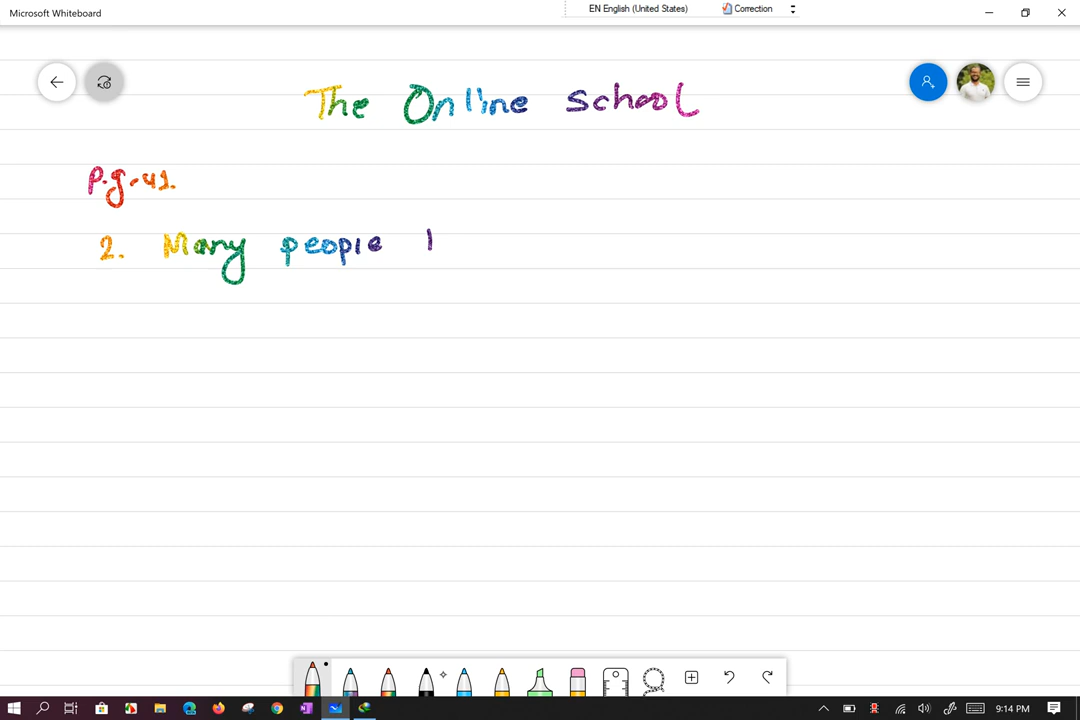 Microsoft Whiteboard
EN English (United States) Correction
The Online School
P.g-41.
2. Many people l
9:14 PM